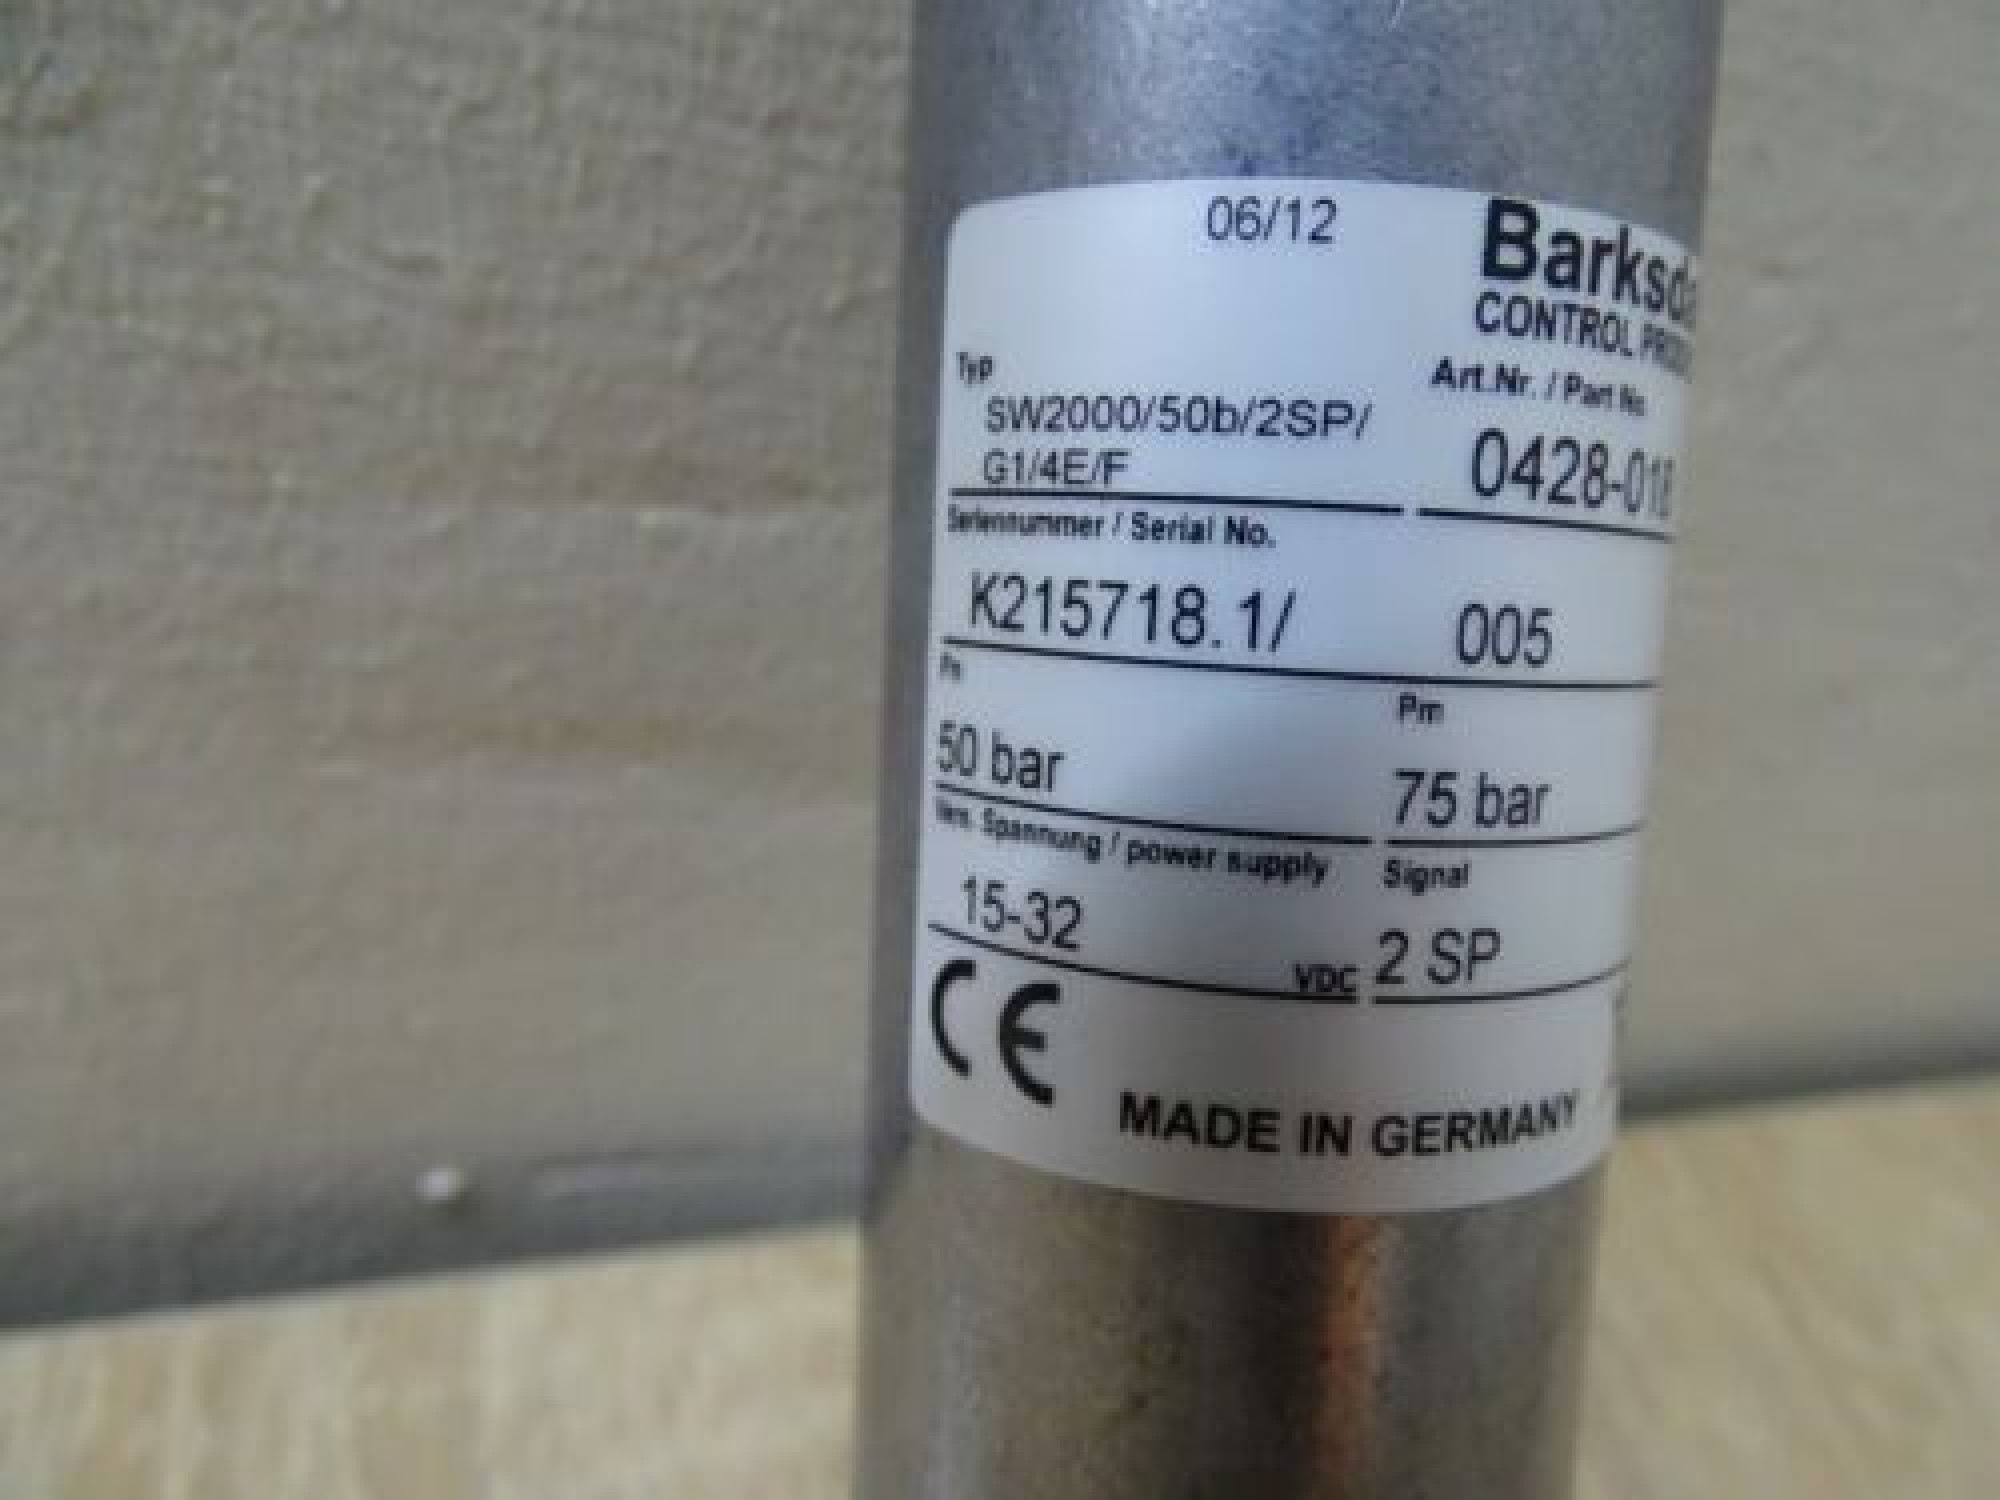 06/12
Barksd
CONTROL PROD
Typ
SW2000/50b/2SP/
G1/4E/F
Art.Nr. / Part No.
0428-018
Seriennummer / Serial No.
K215718.1/ 005
Pn
50 bar
Pm
75 bar
Vers. Spannung / power supply
15-32 VDC
Signal
2 SP
CE
MADE IN GERMANY